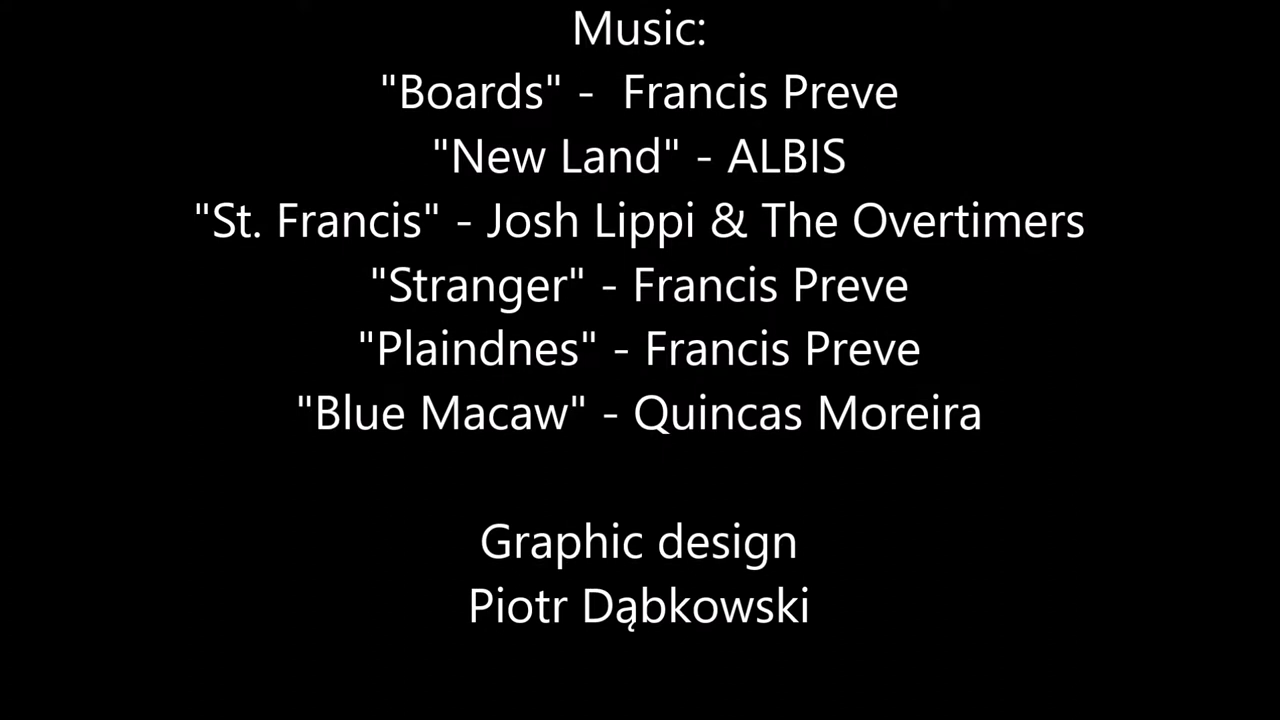 Music:
"Boards" -  Francis Preve
"New Land" - ALBIS
"St. Francis" - Josh Lippi & The Overtimers
"Stranger" - Francis Preve
"Plaindnes" - Francis Preve
"Blue Macaw" - Quincas Moreira
Graphic design
Piotr Dąbkowski